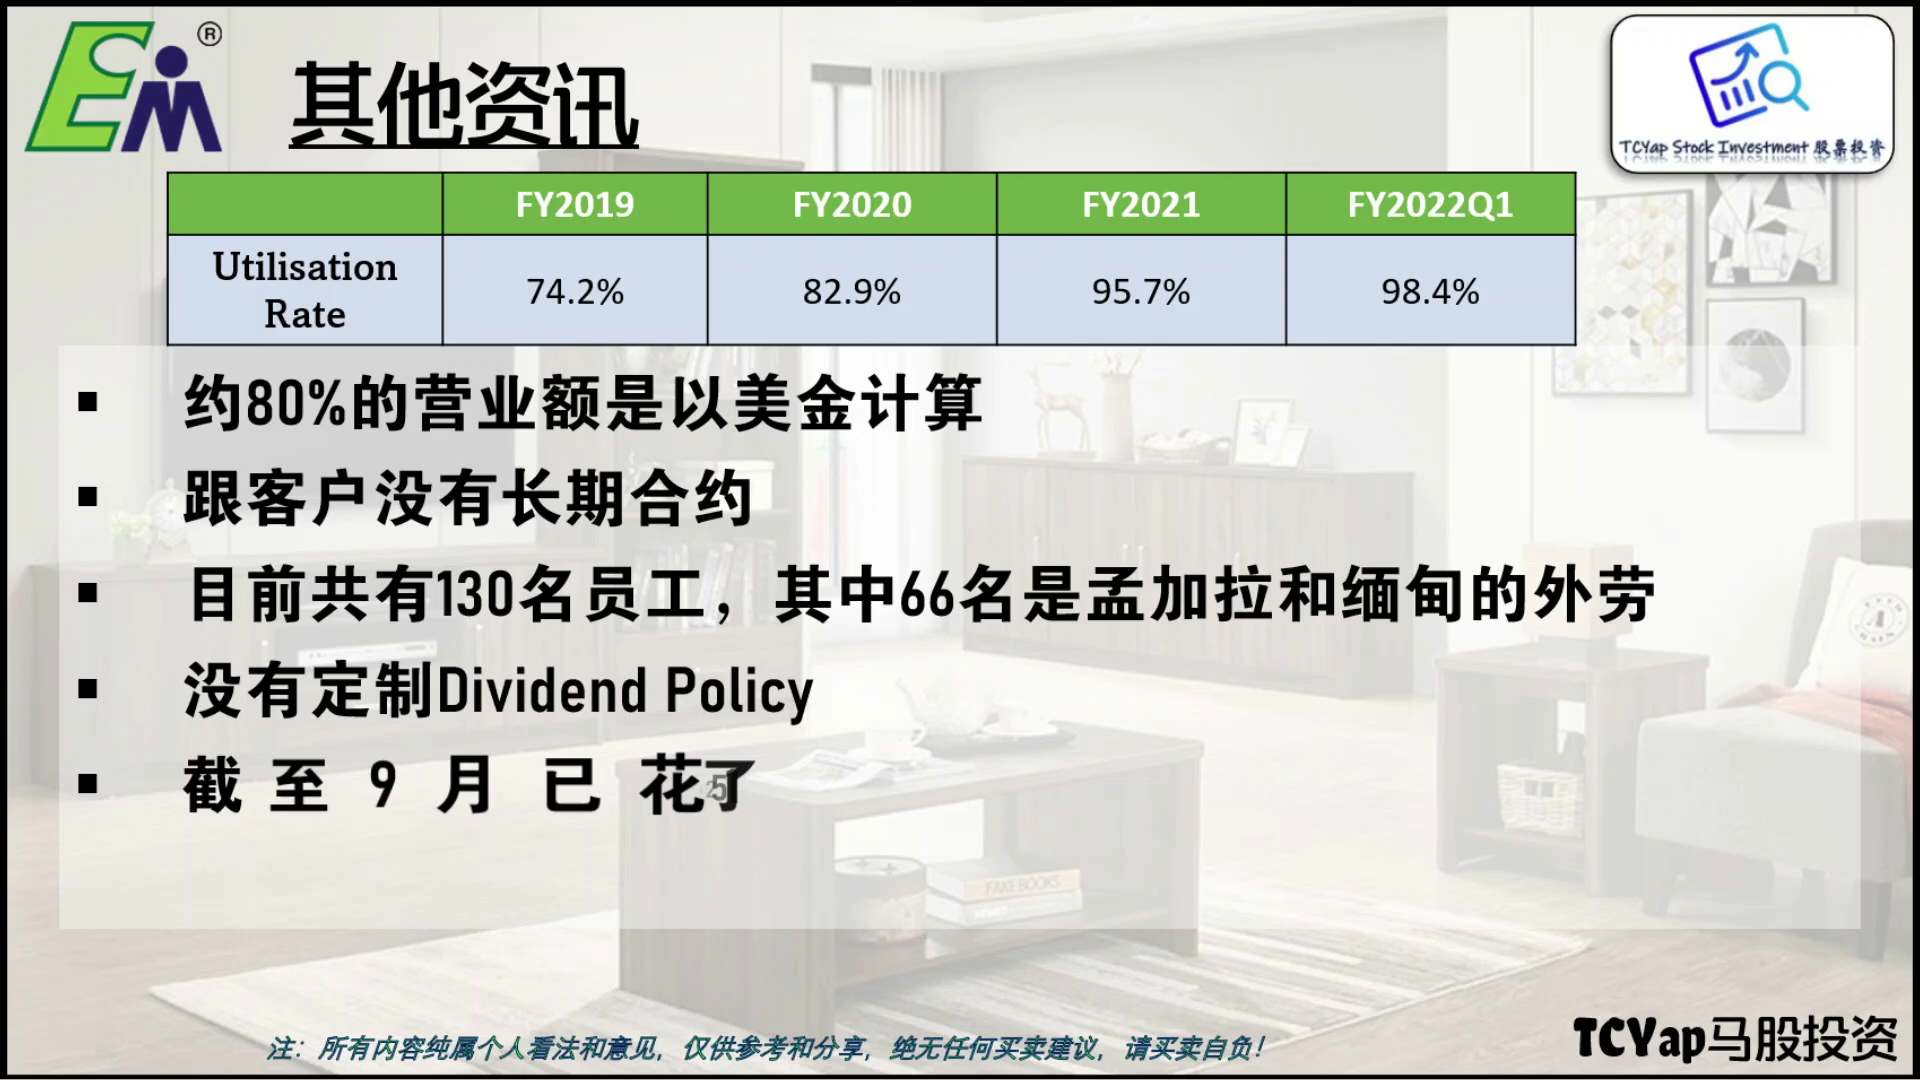 EM®
其他资讯
TCYap Stock Investment 股票投资
FY2019 FY2020 FY2021 FY2022Q1
Utilisation Rate 74.2% 82.9% 95.7% 98.4%
▪ 约80%的营业额是以美金计算
▪ 跟客户没有长期合约
▪ 目前共有130名员工，其中66名是孟加拉和缅甸的外劳
▪ 没有定制Dividend Policy
▪ 截至9月已花了
FAKE BOOKS
注：所有内容纯属个人看法和意见，仅供参考和分享，绝无任何买卖建议，请买卖自负！
TCYap马股投资